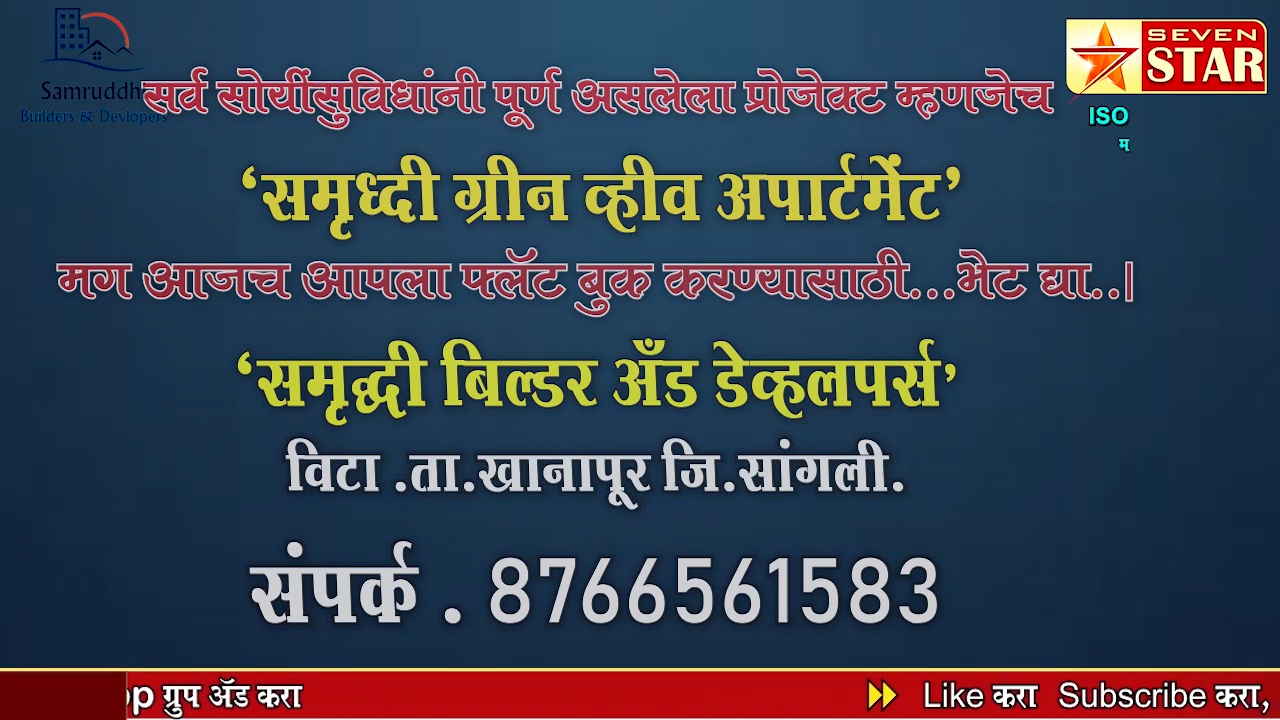 SEVEN
STAR
ISO
म
Samruddhi
Builders & Devlopers
सर्व सोयींसुविधांनी पूर्ण असलेला प्रोजेक्ट म्हणजेच
‘समृध्दी ग्रीन व्हीव अपार्टमेंट’
मग आजच आपला फ्लॅट बुक करण्यासाठी...भेट द्या..|
‘समृद्धी बिल्डर अँड डेव्हलपर्स’
विटा .ता.खानापूर जि.सांगली.
संपर्क . 8766561583
op ग्रुप ॲड करा Like करा Subscribe करा,